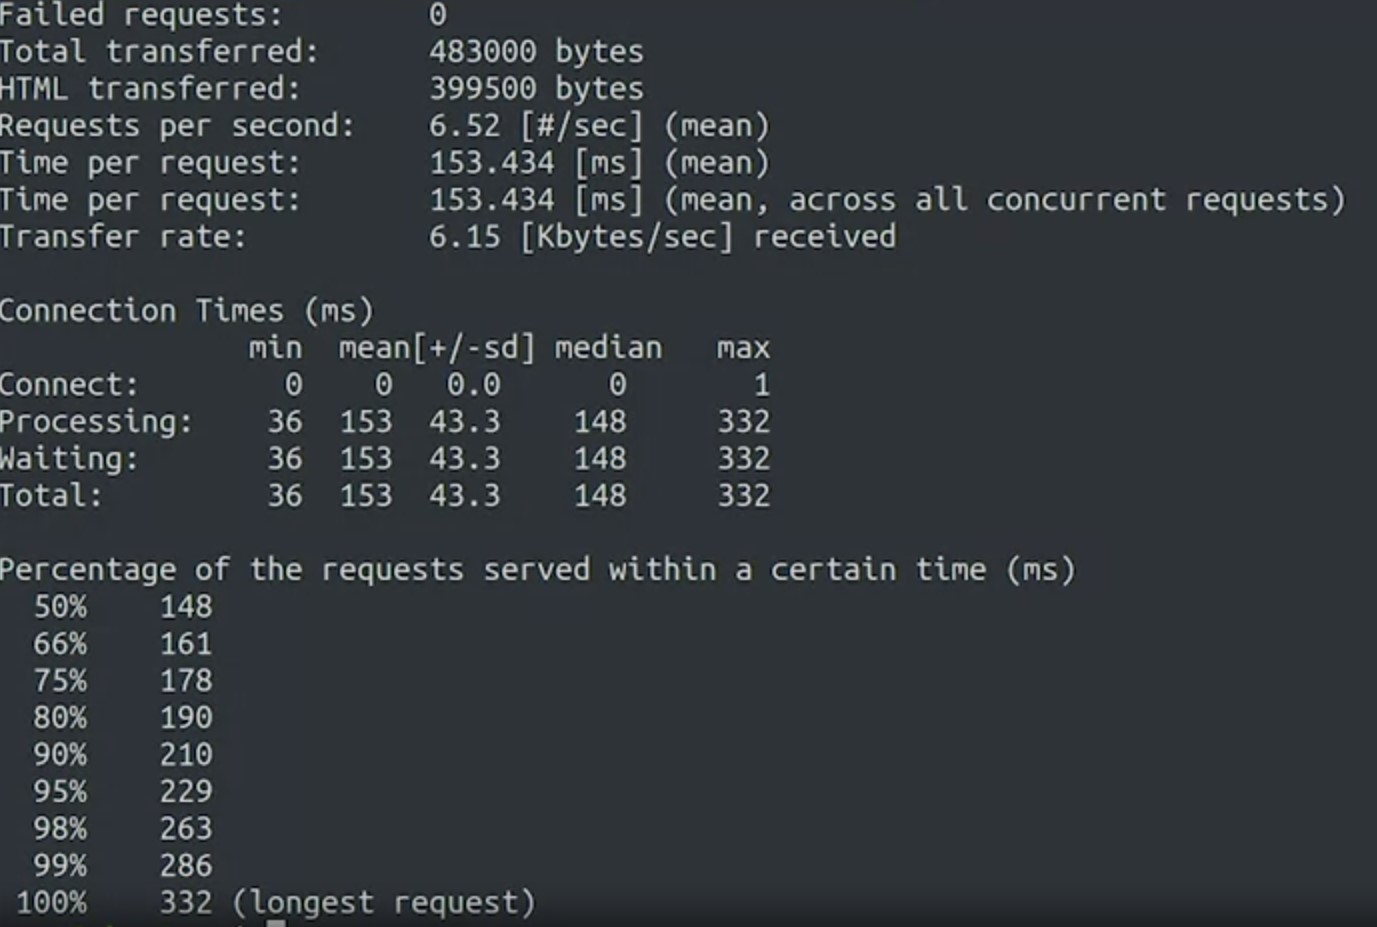 Failed requests:        0
Total transferred:      483000 bytes
HTML transferred:       399500 bytes
Requests per second:    6.52 [#/sec] (mean)
Time per request:       153.434 [ms] (mean)
Time per request:       153.434 [ms] (mean, across all concurrent requests)
Transfer rate:          6.15 [Kbytes/sec] received

Connection Times (ms)
              min  mean[+/-sd] median   max
Connect:        0    0   0.0      0       1
Processing:    36  153  43.3    148     332
Waiting:       36  153  43.3    148     332
Total:         36  153  43.3    148     332

Percentage of the requests served within a certain time (ms)
  50%    148
  66%    161
  75%    178
  80%    190
  90%    210
  95%    229
  98%    263
  99%    286
 100%    332 (longest request)